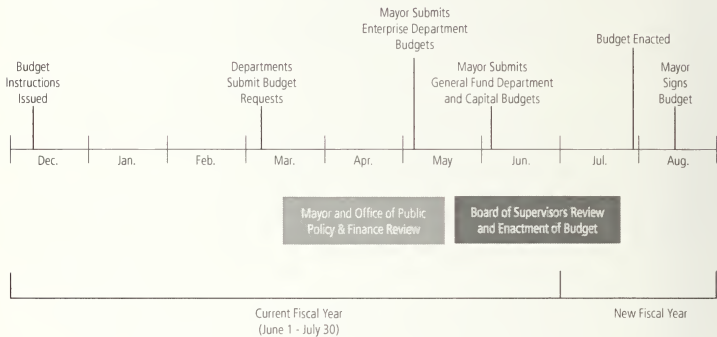 Mayor Submits
Enterprise Department
Budgets
Budget Enacted
Budget
Instructions
Issued
Departments
Submit Budget
Requests
Mayor Submits
General Fund Department
and Capital Budgets
Mayor
Signs
Budget
Dec.
Jan.
Feb.
Mar.
Apr.
May
Jun.
Jul.
Aug.
Mayor and Office of Public
Policy & Finance Review
Board of Supervisors Review
and Enactment of Budget
Current Fiscal Year
(June 1 - July 30)
New Fiscal Year